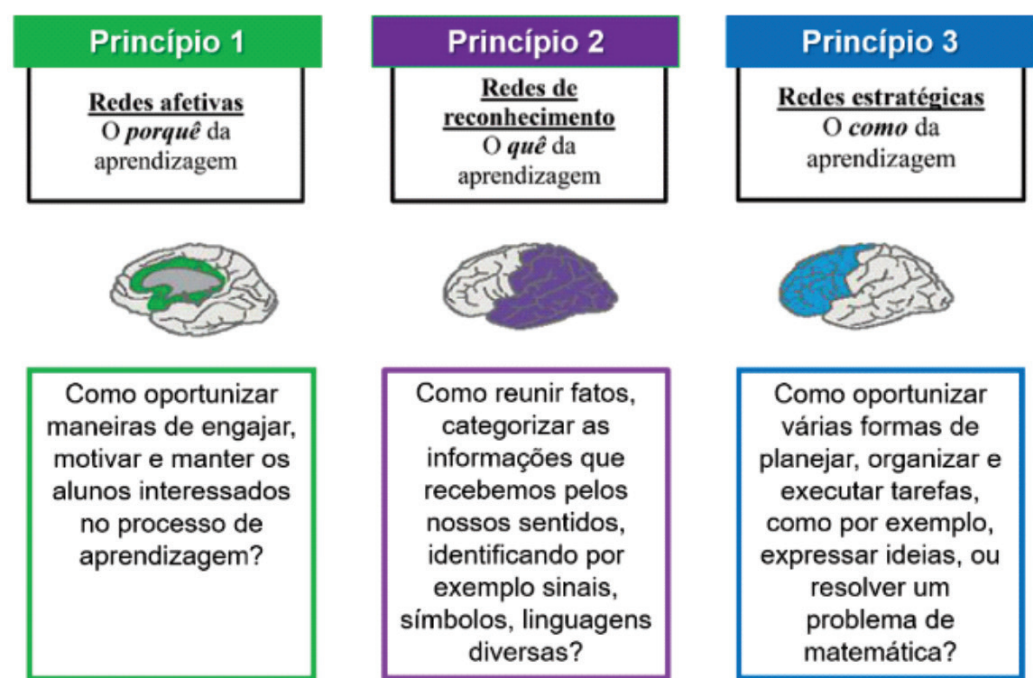 Princípio 1
Redes afetivas
O porquê da
aprendizagem
Como oportunizar
maneiras de engajar,
motivar e manter os
alunos interessados
no processo de
aprendizagem?
Princípio 2
Redes de
reconhecimento
O quê da
aprendizagem
Como reunir fatos,
categorizar as
informações que
recebemos pelos
nossos sentidos,
identificando por
exemplo sinais,
símbolos, linguagens
diversas?
Princípio 3
Redes estratégicas
O como da
aprendizagem
Como oportunizar
várias formas de
planejar, organizar e
executar tarefas,
como por exemplo,
expressar ideias, ou
resolver um
problema de
matemática?